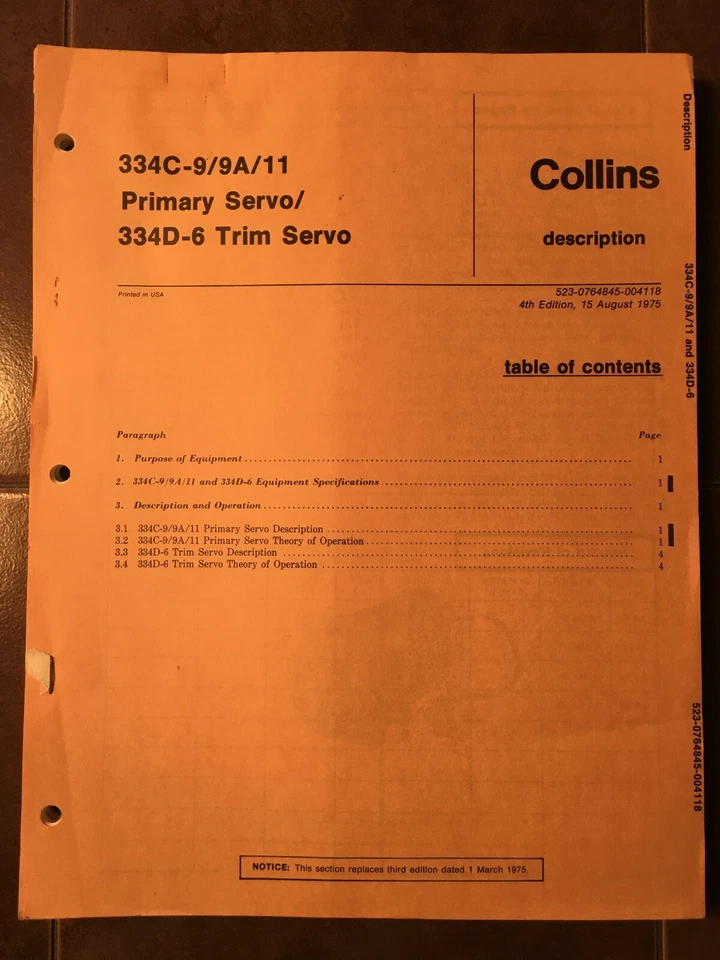 334C-9/9A/11
Primary Servo/
334D-6 Trim Servo
Collins
description
Printed in USA
523-0764845-004118
4th Edition, 15 August 1975
table of contents
Paragraph Page
1. Purpose of Equipment 1
2. 334C-9/9A/11 and 334D-6 Equipment Specifications 1
3. Description and Operation 1
3.1 334C-9/9A/11 Primary Servo Description 1
3.2 334C-9/9A/11 Primary Servo Theory of Operation 1
3.3 334D-6 Trim Servo Description 4
3.4 334D-6 Trim Servo Theory of Operation 4
NOTICE: This section replaces third edition dated 1 March 1975.
Description
334C-9/9A/11 and 334D-6
523-0764845-004118